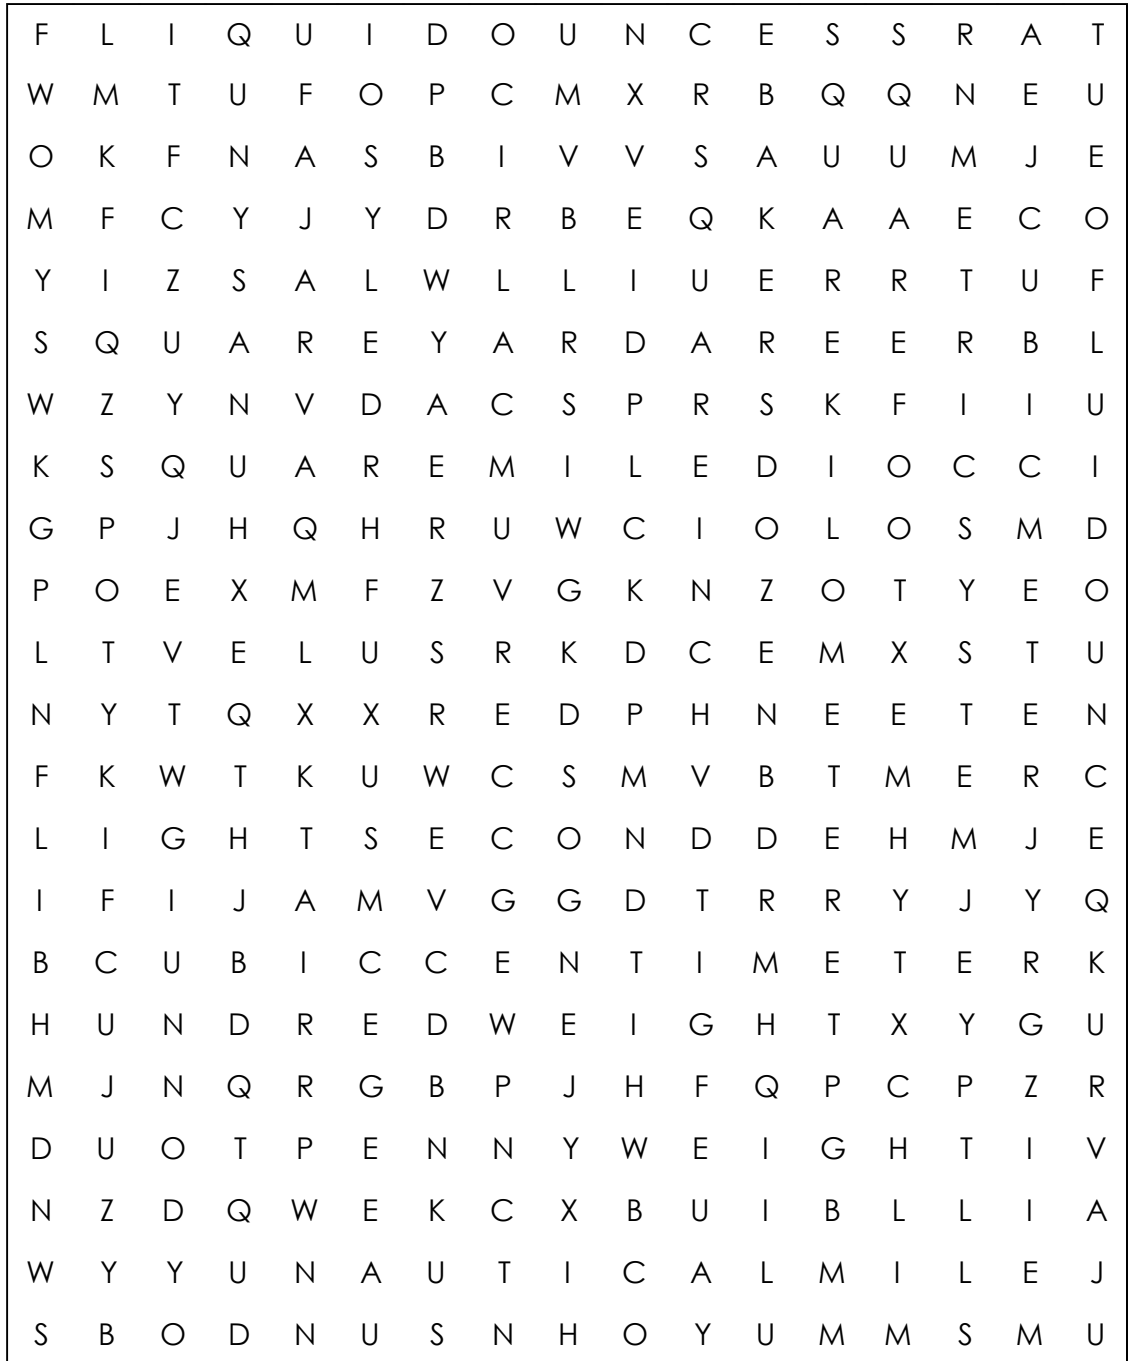 F L I Q U I D O U N C E S S R A T
W M T U F O P C M X R B Q Q N E U
O K F N A S B I V V S A U U M J E
M F C Y J Y D R B E Q K A A E C O
Y I Z S A L W L L I U E R R T U F
S Q U A R E Y A R D A R E E R B L
W Z Y N V D A C S P R S K F I I U
K S Q U A R E M I L E D I O C C I
G P J H Q H R U W C I O L O S M D
P O E X M F Z V G K N Z O T Y E O
L T V E L U S R K D C E M X S T U
N Y T Q X X R E D P H N E E T E N
F K W T K U W C S M V B T M E R C
L I G H T S E C O N D D E H M J E
I F I J A M V G G D T R R Y J Y Q
B C U B I C C E N T I M E T E R K
H U N D R E D W E I G H T X Y G U
M J N Q R G B P J H F Q P C P Z R
D U O T P E N N Y W E I G H T I V
N Z D Q W E K C X B U I B L L I A
W Y Y U N A U T I C A L M I L E J
S B O D N U S N H O Y U M M S M U